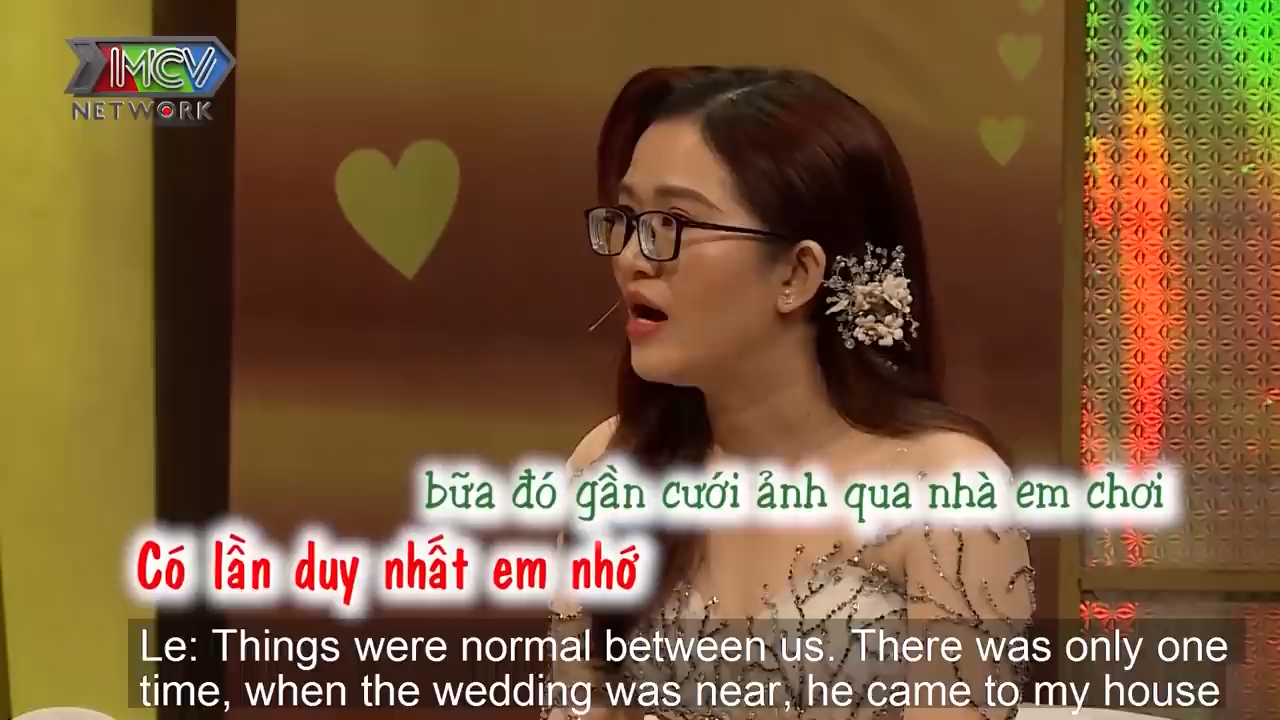 MCV
NETWORK
bữa đó gần cưới ảnh qua nhà em chơi
Có lần duy nhất em nhớ
Le: Things were normal between us. There was only one
time, when the wedding was near, he came to my house